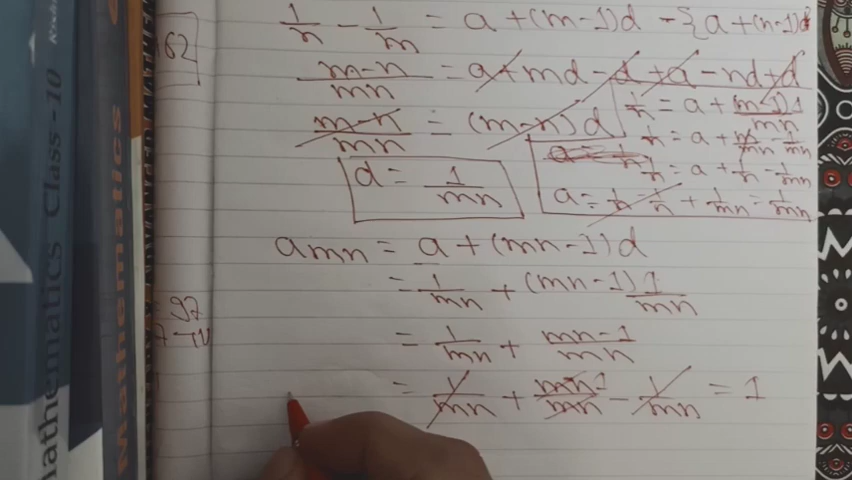 62
1/n - 1/m = a + (m-1)d - {a + (n-1)d
m-n/mn = a + md - d + a - nd + d
m-n/mn = (m-n)d
d = 1/mn
1/n = a + (m-1)1/mn
1/n = a + m/mn - 1/mn
1/n = a + 1/n - 1/mn
a = 1/n - 1/n + 1/mn = 1/mn
amn = a + (mn-1)d
= 1/mn + (mn-1)1/mn
= 1/mn + mn-1/mn
= 1/mn + mn/mn - 1/mn = 1
Mathematics Class - 10
Mathematics